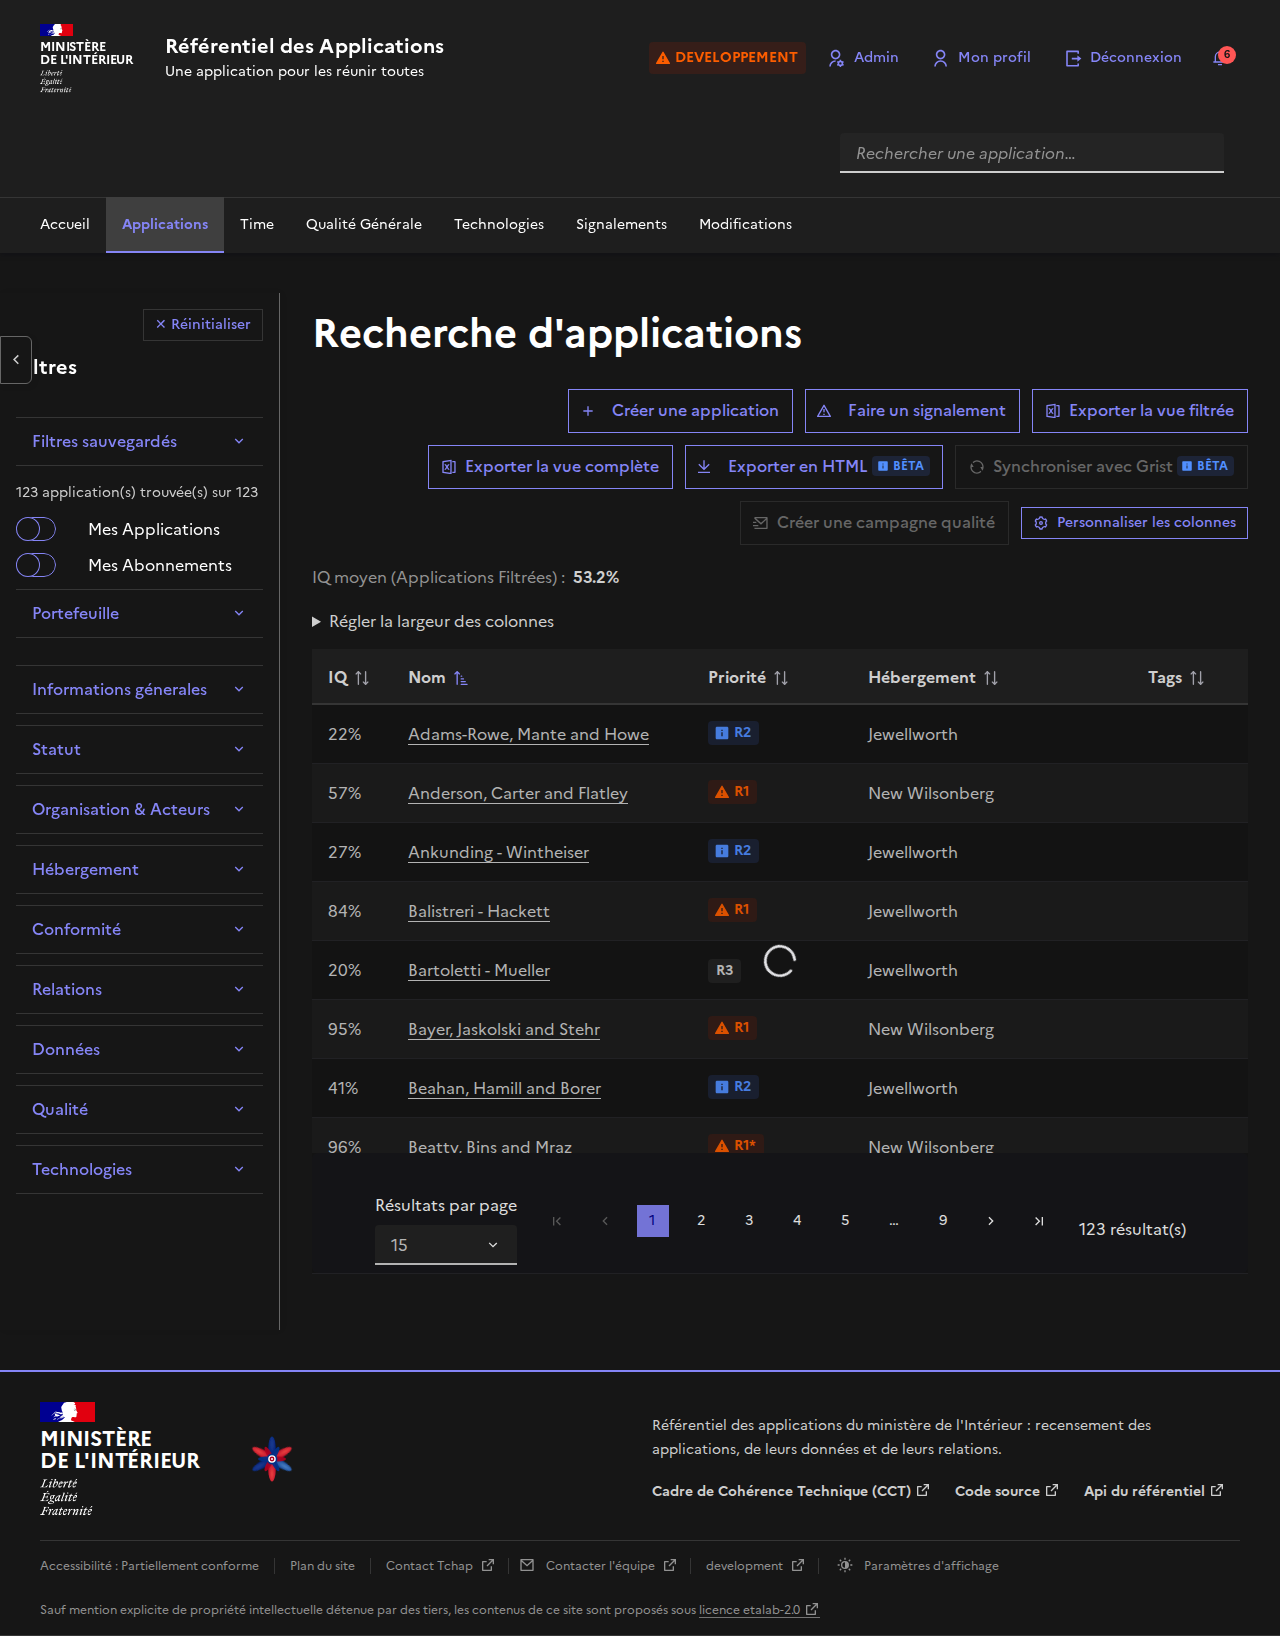 MINISTÈRE
DE L'INTÉRIEUR
Liberté
Égalité
Fraternité
Référentiel des Applications
Une application pour les réunir toutes
DEVELOPPEMENT
Admin
Mon profil
Déconnexion
6
Rechercher une application...
Accueil
Applications
Time
Qualité Générale
Technologies
Signalements
Modifications
Réinitialiser
ltres
Filtres sauvegardés
123 application(s) trouvée(s) sur 123
Mes Applications
Mes Abonnements
Portefeuille
Informations génerales
Statut
Organisation & Acteurs
Hébergement
Conformité
Relations
Données
Qualité
Technologies
Recherche d'applications
Créer une application
Faire un signalement
Exporter la vue filtrée
Exporter la vue complète
Exporter en HTML BÊTA
Synchroniser avec Grist BÊTA
Créer une campagne qualité
Personnaliser les colonnes
IQ moyen (Applications Filtrées) : 53.2%
Régler la largeur des colonnes
IQ Nom Priorité Hébergement Tags
22% Adams-Rowe, Mante and Howe R2 Jewellworth
57% Anderson, Carter and Flatley R1 New Wilsonberg
27% Ankunding - Wintheiser R2 Jewellworth
84% Balistreri - Hackett R1 Jewellworth
20% Bartoletti - Mueller R3 Jewellworth
95% Bayer, Jaskolski and Stehr R1 New Wilsonberg
41% Beahan, Hamill and Borer R2 Jewellworth
96% Beatty, Bins and Mraz R1* New Wilsonberg
Résultats par page
15
1 2 3 4 5 … 9
123 résultat(s)
MINISTÈRE
DE L'INTÉRIEUR
Liberté
Égalité
Fraternité
Référentiel des applications du ministère de l'Intérieur : recensement des
applications, de leurs données et de leurs relations.
Cadre de Cohérence Technique (CCT)
Code source
Api du référentiel
Accessibilité : Partiellement conforme
Plan du site
Contact Tchap
Contacter l'équipe
development
Paramètres d'affichage
Sauf mention explicite de propriété intellectuelle détenue par des tiers, les contenus de ce site sont proposés sous licence etalab-2.0